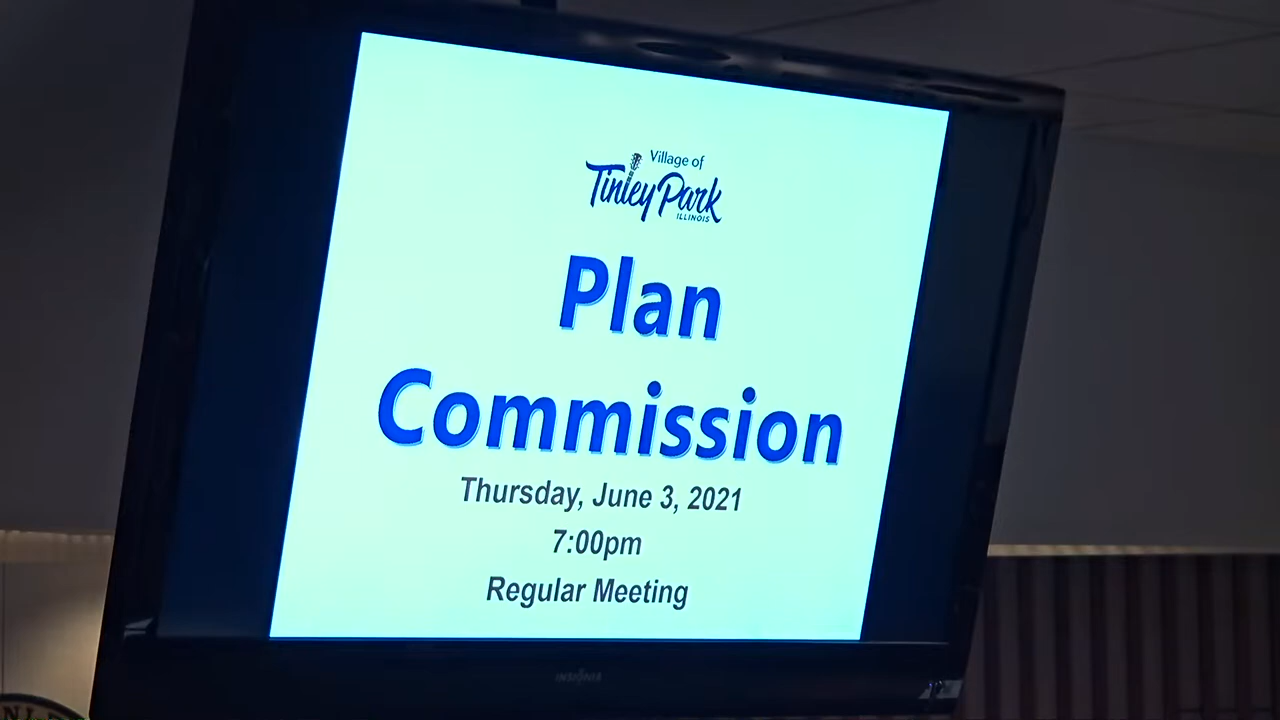 Village of
Tinley Park
ILLINOIS
Plan
Commission
Thursday, June 3, 2021
7:00pm
Regular Meeting
INSIGNIA